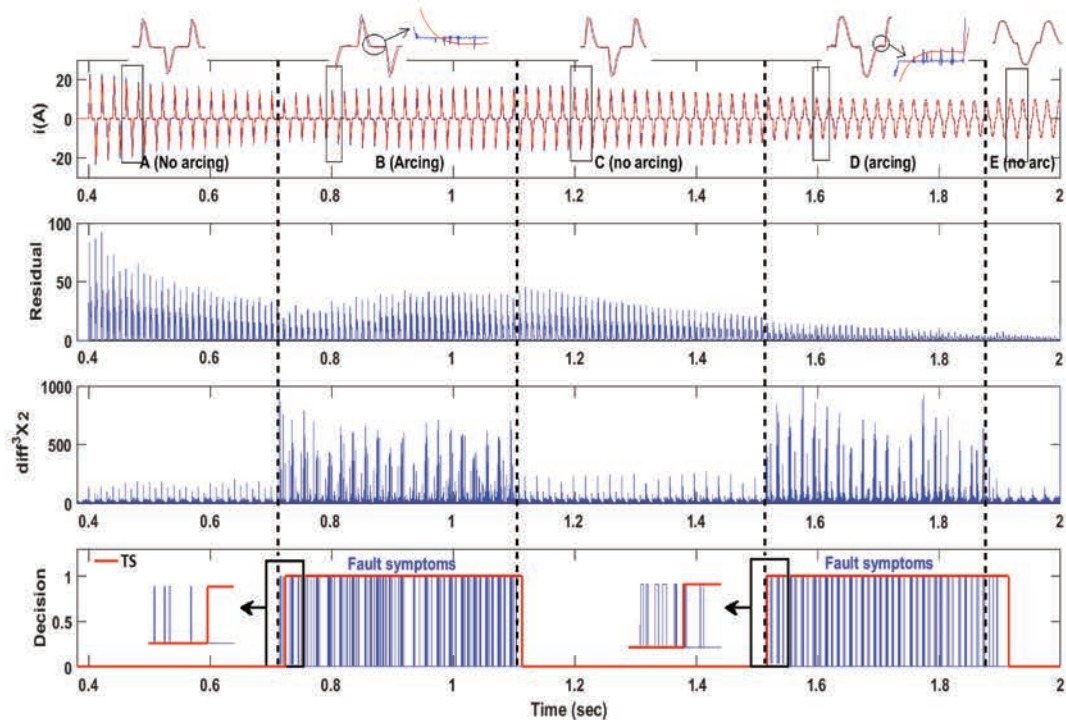 i(A)
20
0
-20
A (No arcing)
B (Arcing)
C (no arcing)
D (arcing)
E (no arc)
0.4 0.6 0.8 1 1.2 1.4 1.6 1.8 2
Residual
100
50
0
0.4 0.6 0.8 1 1.2 1.4 1.6 1.8 2
diff³X2
1000
500
0
0.4 0.6 0.8 1 1.2 1.4 1.6 1.8 2
Decision
1
0.5
0
TS
Fault symptoms
Fault symptoms
0.4 0.6 0.8 1 1.2 1.4 1.6 1.8 2
Time (sec)